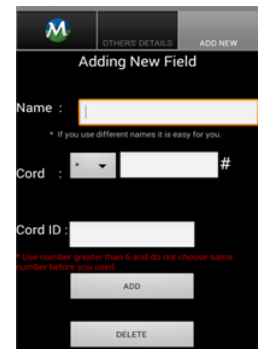 M
OTHERS' DETAILS ADD NEW
Adding New Field
Name :
* If you use different names it is easy for you.
Cord : * #
Cord ID :
* Use number greater than 6 and do not choose same
number before you used
ADD
DELETE